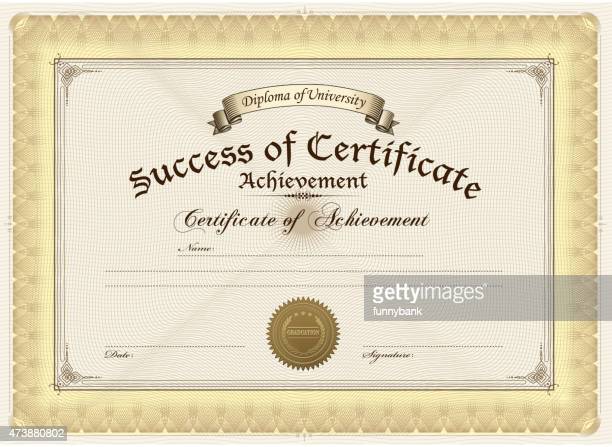 Diploma of University
Success of Certificate
Achievement
Certificate of Achievement
Name:
gettyimages®
funnybank
GRADUATION
Date:
Signature:
473880802